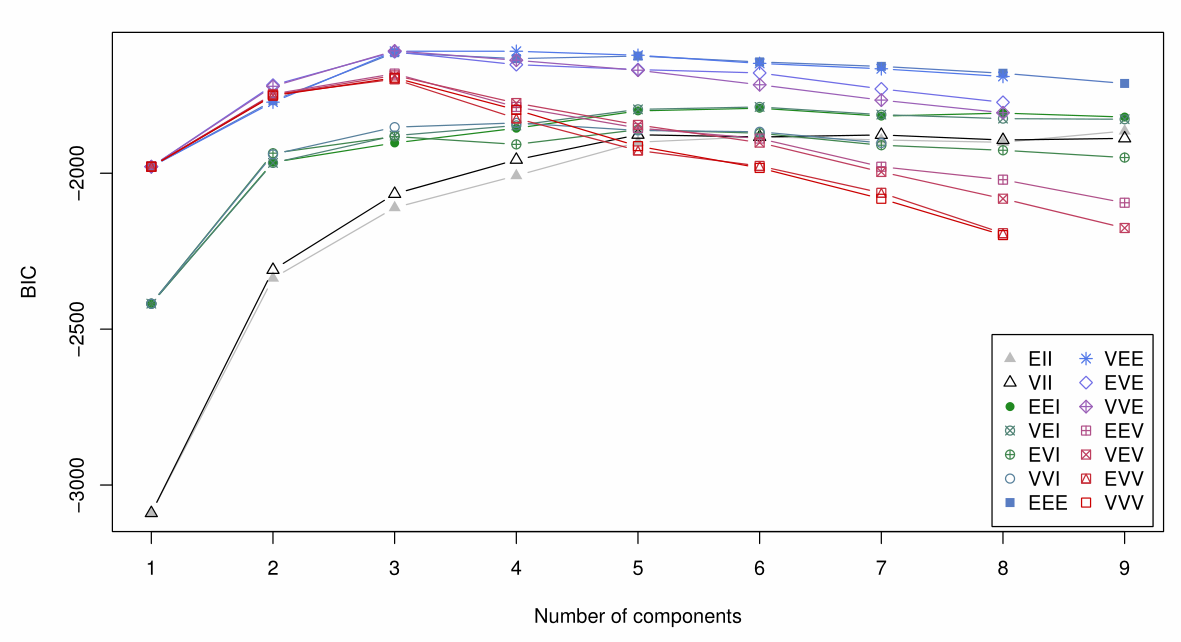 BIC
−2000
−2500
−3000
EII
VII
EEI
VEI
EVI
VVI
EEE
VEE
EVE
VVE
EEV
VEV
EVV
VVV
1 2 3 4 5 6 7 8 9
Number of components